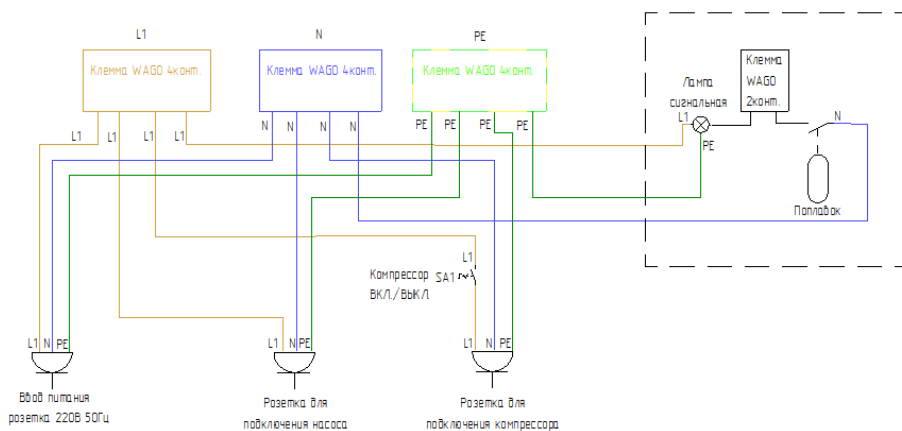 L1
N
PE
Клемма WAGO 4конт.
Клемма WAGO 4конт.
Клемма WAGO 4конт.
Клемма
WAGO
2конт.
Лампа
сигнальная
L1
PE
N
Поплавок
L1
L1
L1
L1
N
N
N
N
PE
PE
PE
PE
Компрессор
ВКЛ./ВЫКЛ.
SA1
L1
L1
N
PE
L1
N
PE
L1
N
PE
Ввод питания
розетка 220В 50Гц
Розетка для
подключения насоса
Розетка для
подключения компрессора